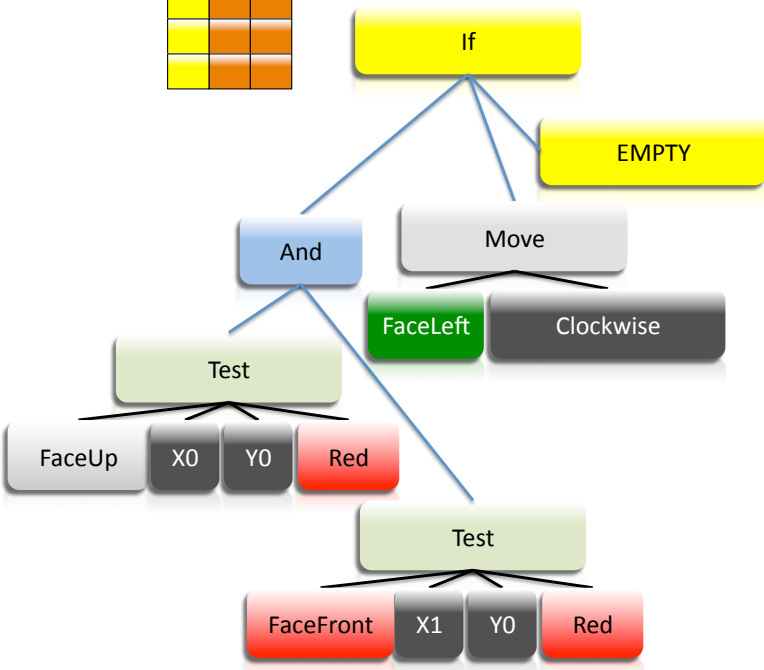 If
EMPTY
And
Move
FaceLeft
Clockwise
Test
FaceUp
X0
Y0
Red
Test
FaceFront
X1
Y0
Red